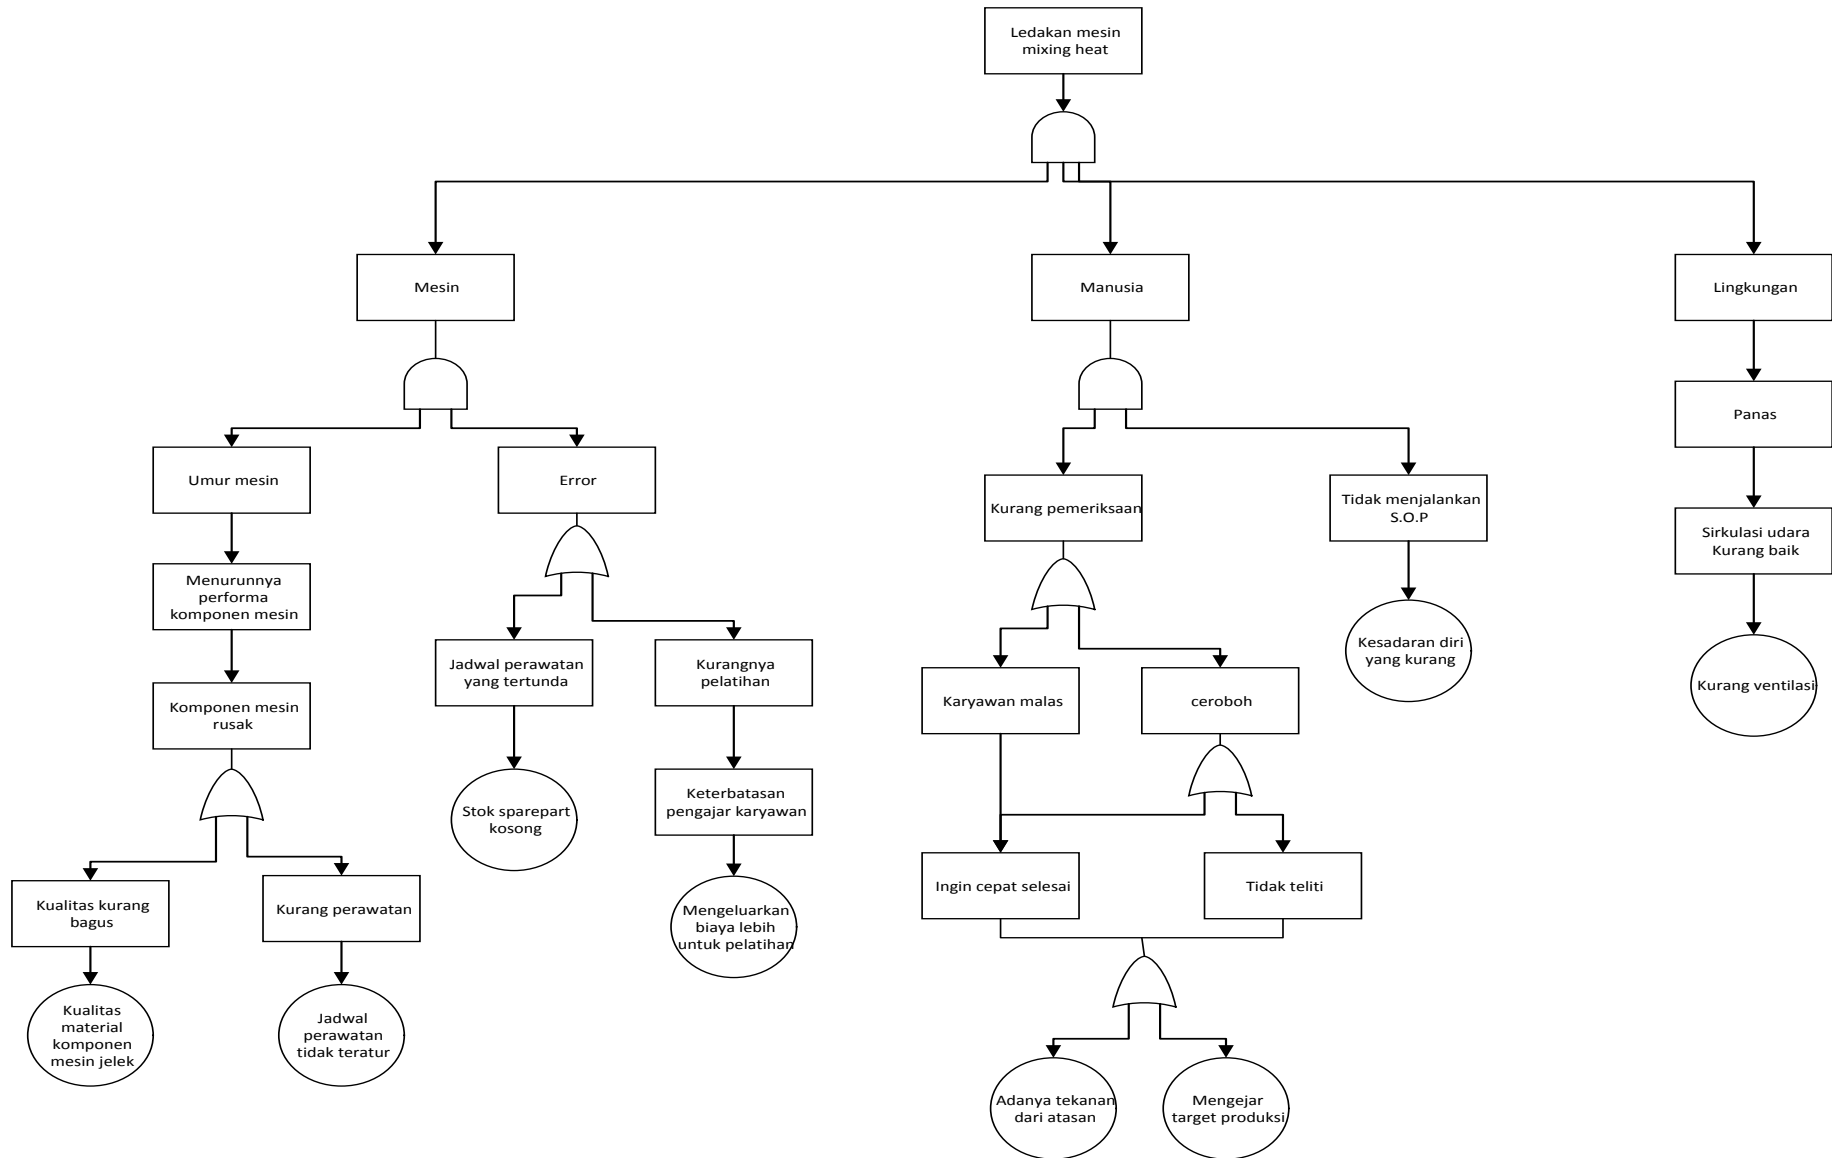 Ledakan mesin
mixing heat
Mesin
Manusia
Lingkungan
Panas
Umur mesin
Error
Kurang pemeriksaan
Tidak menjalankan
S.O.P
Sirkulasi udara
Kurang baik
Menurunnya
performa
komponen mesin
Jadwal perawatan
yang tertunda
Kurangnya
pelatihan
Kesadaran diri
yang kurang
Karyawan malas
ceroboh
Kurang ventilasi
Komponen mesin
rusak
Stok sparepart
kosong
Keterbatasan
pengajar karyawan
Ingin cepat selesai
Tidak teliti
Kualitas kurang
bagus
Kurang perawatan
Mengeluarkan
biaya lebih
untuk pelatihan
Kualitas
material
komponen
mesin jelek
Jadwal
perawatan
tidak teratur
Adanya tekanan
dari atasan
Mengejar
target produksi